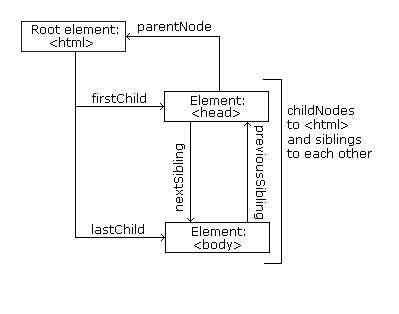 Root element:
<html>
parentNode
firstChild
Element:
<head>
childNodes
to <html>
and siblings
to each other
nextSibling
previousSibling
lastChild
Element:
<body>